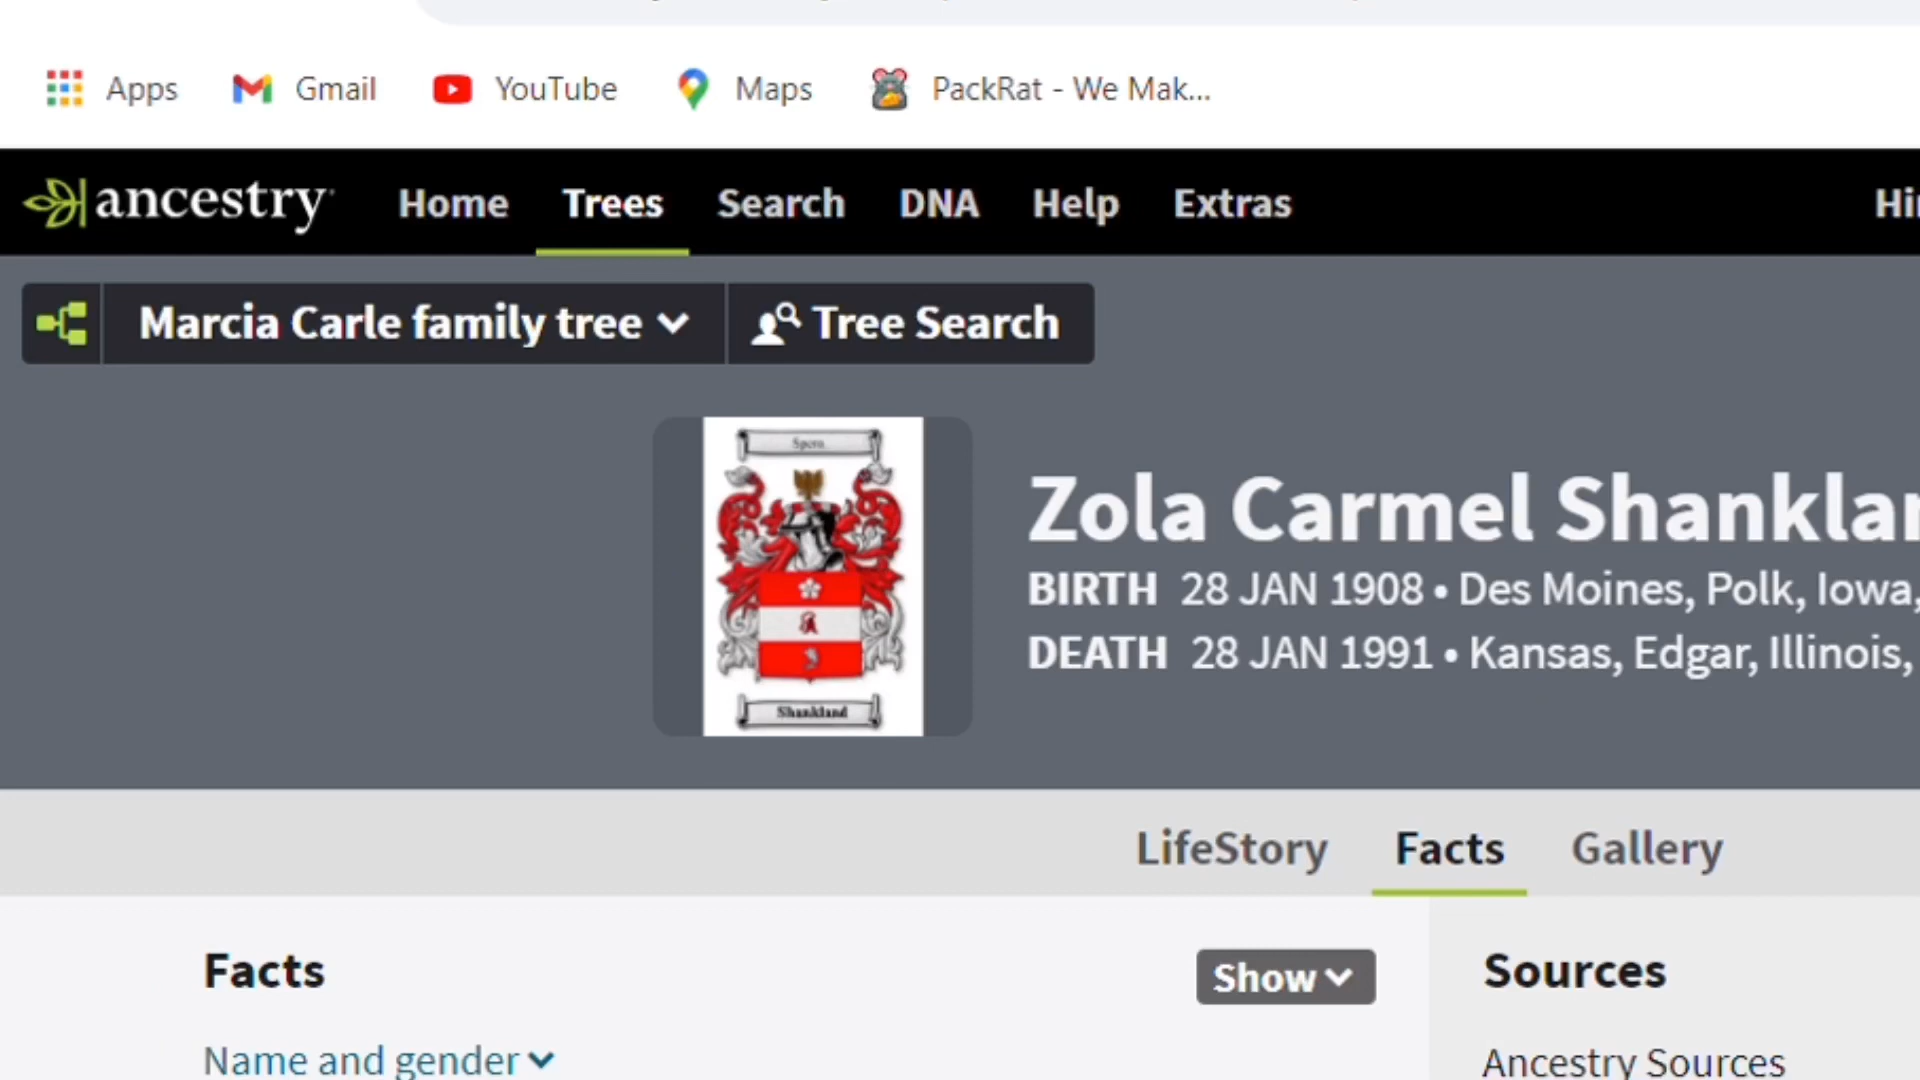 Apps Gmail YouTube Maps PackRat - We Mak...
ancestry Home Trees Search DNA Help Extras
Marcia Carle family tree Tree Search
Spero
Zola Carmel Shanklan
BIRTH 28 JAN 1908 • Des Moines, Polk, Iowa,
DEATH 28 JAN 1991 • Kansas, Edgar, Illinois,
Shankland
LifeStory Facts Gallery
Facts Show Sources
Name and gender Ancestry Sources